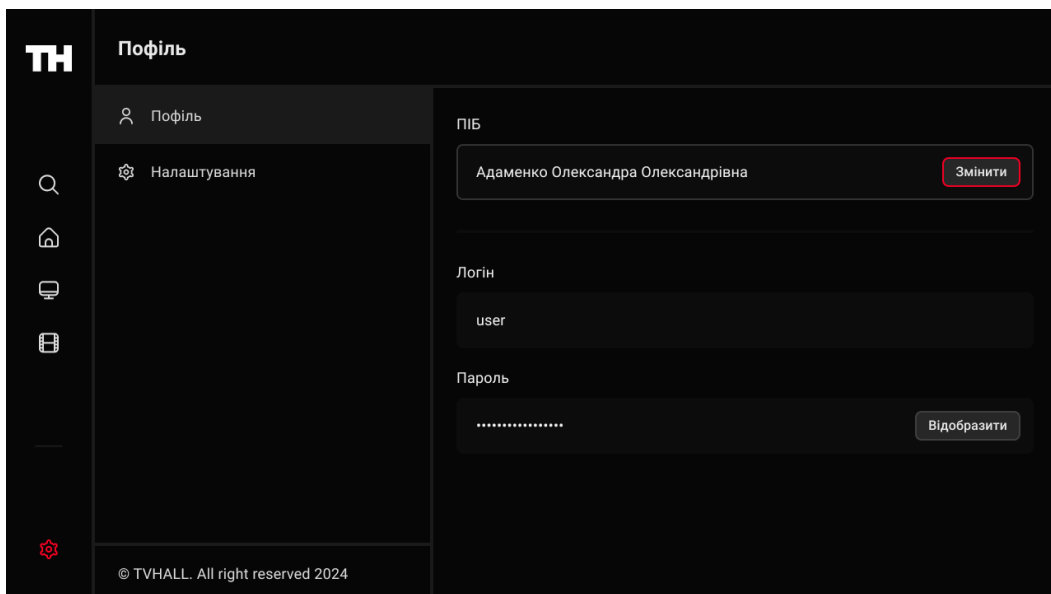 TH
Пофіль
Пофіль
Налаштування
© TVHALL. All right reserved 2024
ПІБ
Адаменко Олександра Олександрівна
Змінити
Логін
user
Пароль
•••••••••••••••••
Відобразити